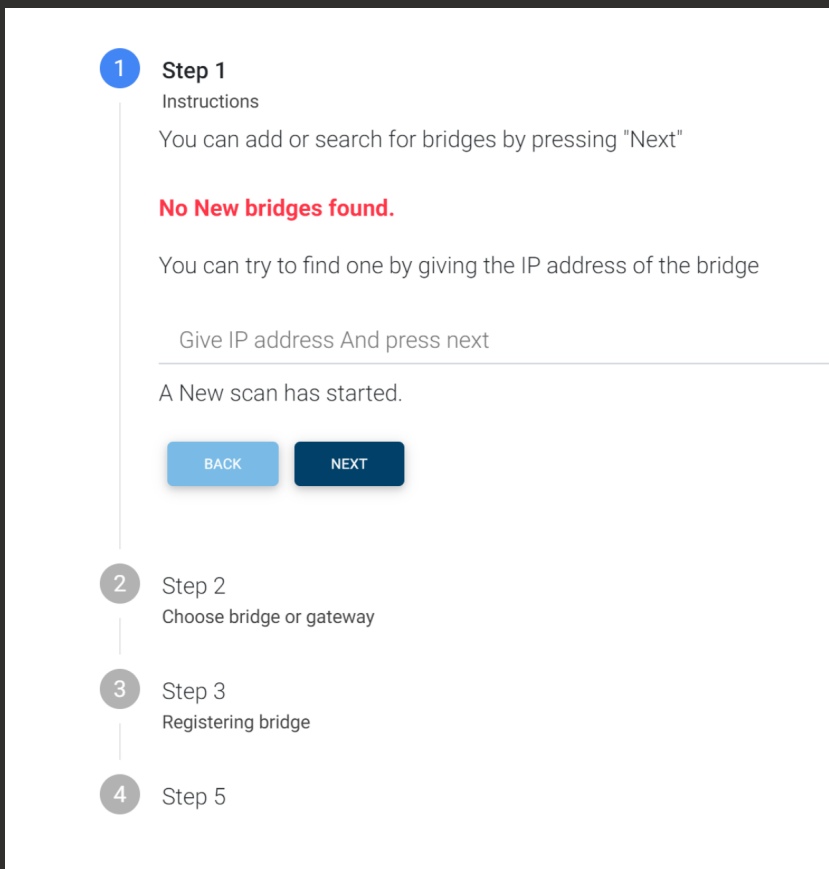 1 Step 1
Instructions
You can add or search for bridges by pressing "Next"
No New bridges found.
You can try to find one by giving the IP address of the bridge
Give IP address And press next
A New scan has started.
BACK NEXT
2 Step 2
Choose bridge or gateway
3 Step 3
Registering bridge
4 Step 5